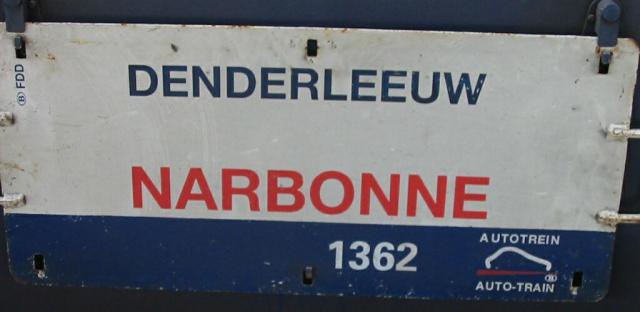 DENDERLEEUW
NARBONNE
1362
AUTOTREIN
B
AUTO-TRAIN
B FDD